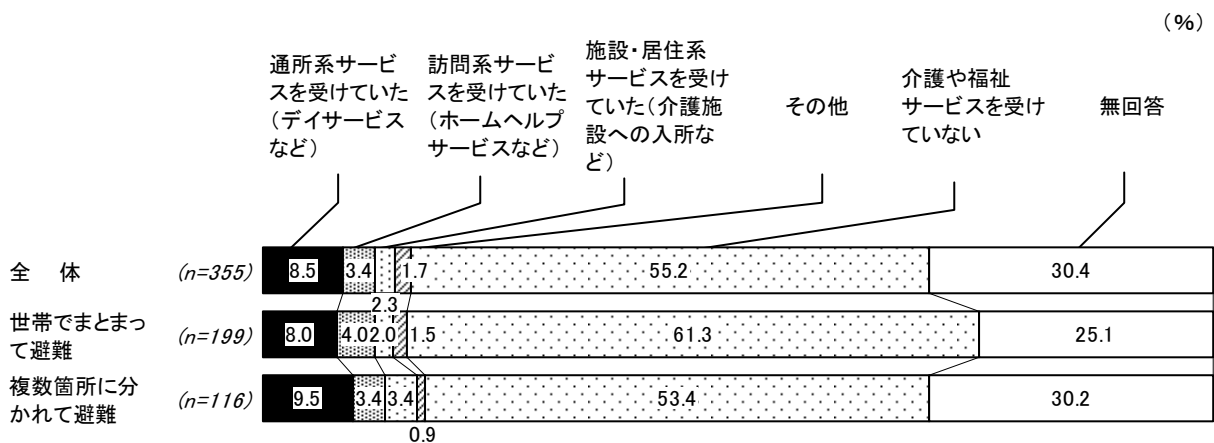 （%）
通所系サービ
スを受けていた
（デイサービス
など）
訪問系サービ
スを受けていた
（ホームヘルプ
サービスなど）
施設・居住系
サービスを受け
ていた（介護施
設への入所な
ど）
その他
介護や福祉
サービスを受け
ていない
無回答
全 体 (n=355) 8.5 3.4 2.3 1.7 55.2 30.4
世帯でまとまっ
て避難 (n=199) 8.0 4.0 2.0 1.5 61.3 25.1
複数箇所に分
かれて避難 (n=116) 9.5 3.4 3.4 0.9 53.4 30.2